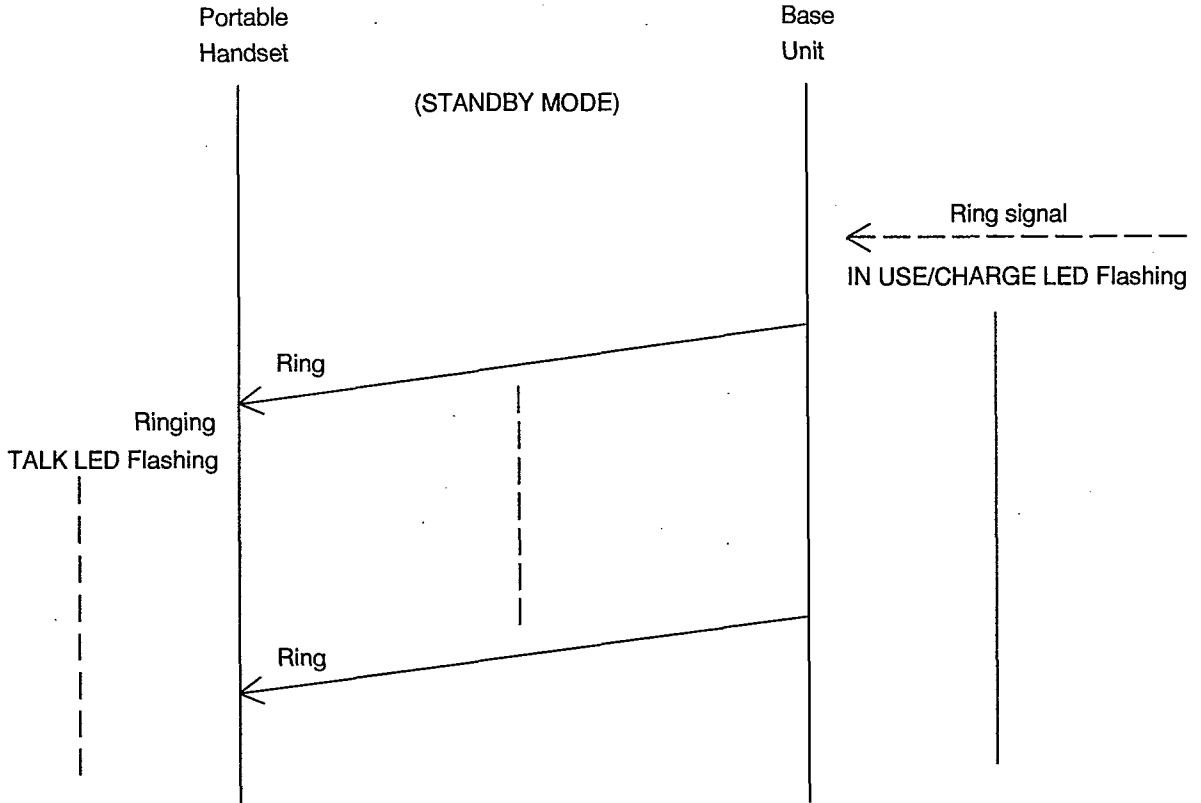 Portable
Handset
Base
Unit
(STANDBY MODE)
Ring signal
IN USE/CHARGE LED Flashing
Ring
Ringing
TALK LED Flashing
Ring